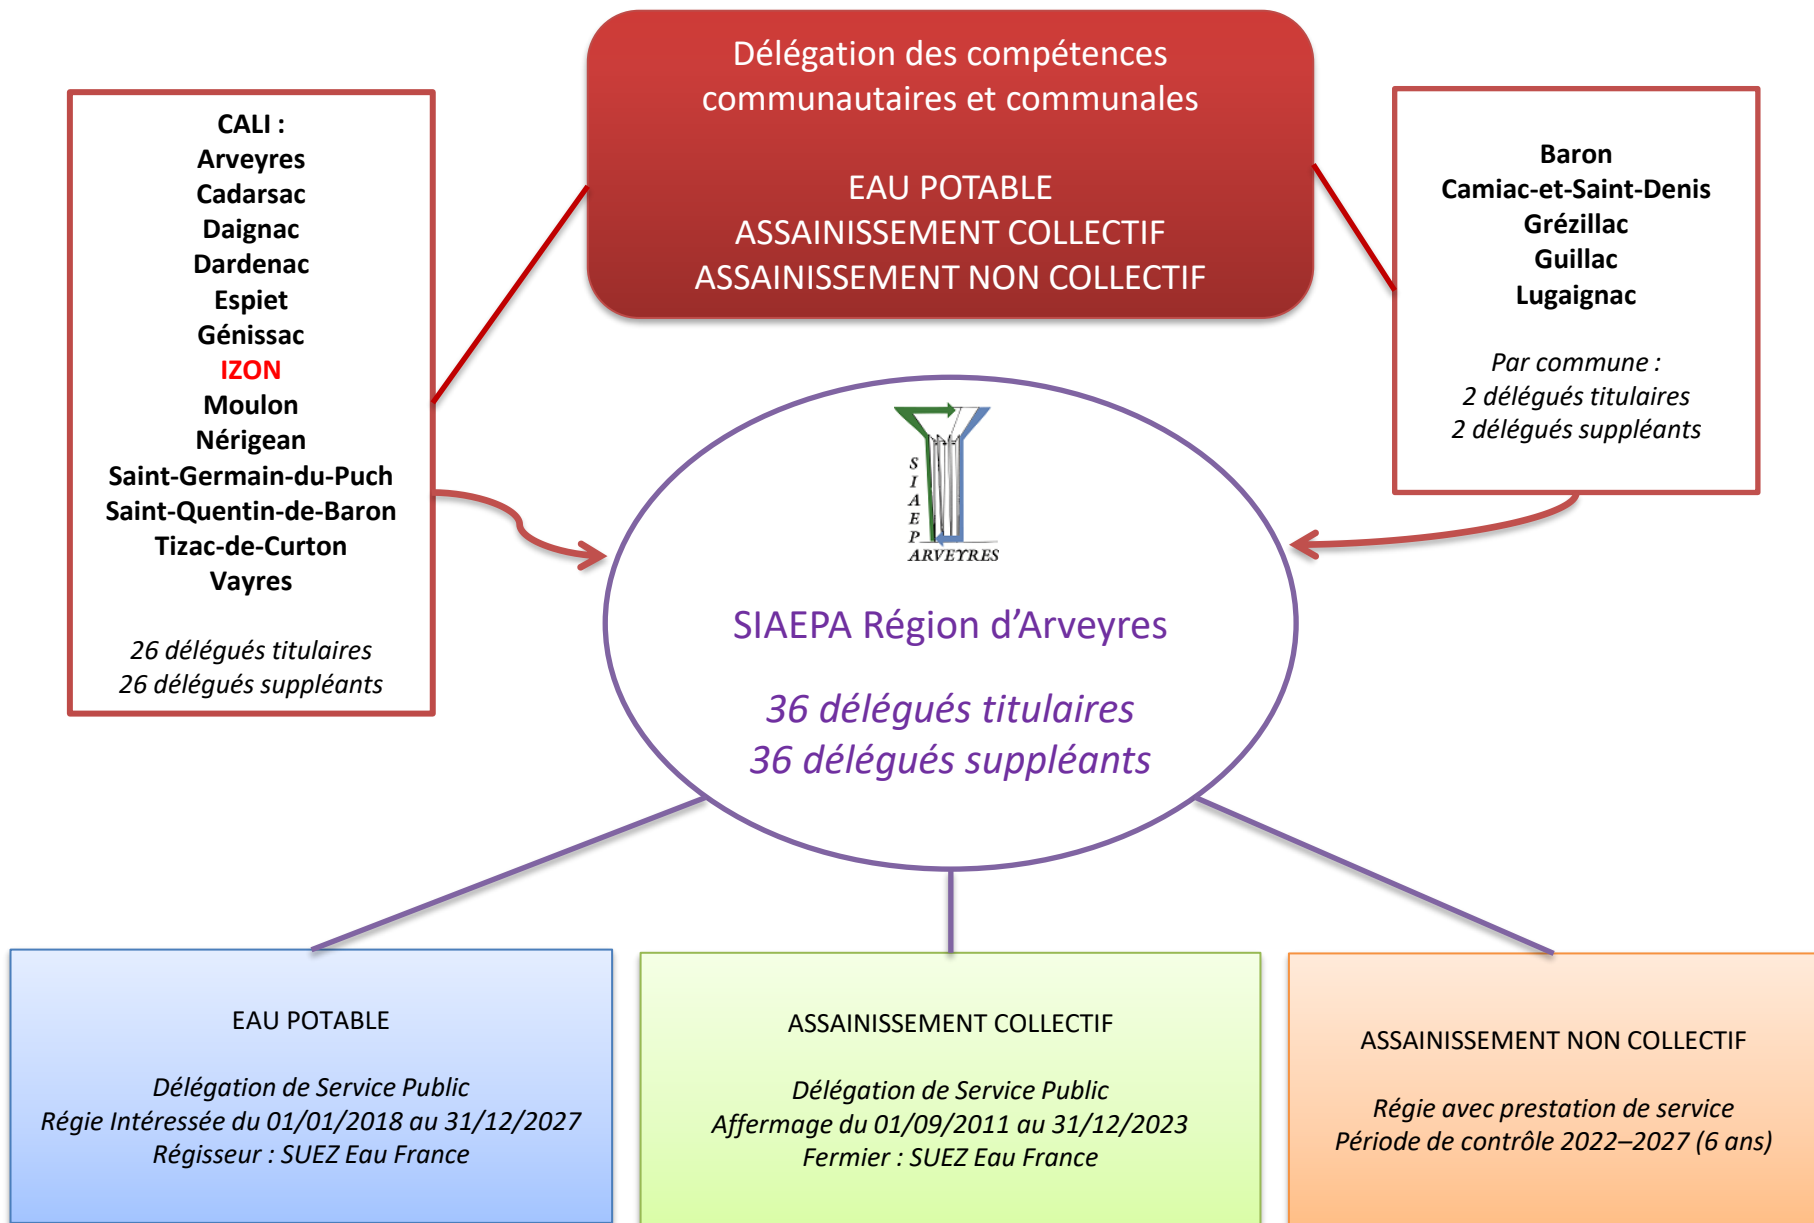 Délégation des compétences
communautaires et communales
EAU POTABLE
ASSAINISSEMENT COLLECTIF
ASSAINISSEMENT NON COLLECTIF
CALI :
Arveyres
Cadarsac
Daignac
Dardenac
Espiet
Génissac
IZON
Moulon
Nérigean
Saint-Germain-du-Puch
Saint-Quentin-de-Baron
Tizac-de-Curton
Vayres
26 délégués titulaires
26 délégués suppléants
Baron
Camiac-et-Saint-Denis
Grézillac
Guillac
Lugaignac
Par commune :
2 délégués titulaires
2 délégués suppléants
SIAEP
ARVEYRES
SIAEPA Région d’Arveyres
36 délégués titulaires
36 délégués suppléants
EAU POTABLE
Délégation de Service Public
Régie Intéressée du 01/01/2018 au 31/12/2027
Régisseur : SUEZ Eau France
ASSAINISSEMENT COLLECTIF
Délégation de Service Public
Affermage du 01/09/2011 au 31/12/2023
Fermier : SUEZ Eau France
ASSAINISSEMENT NON COLLECTIF
Régie avec prestation de service
Période de contrôle 2022–2027 (6 ans)